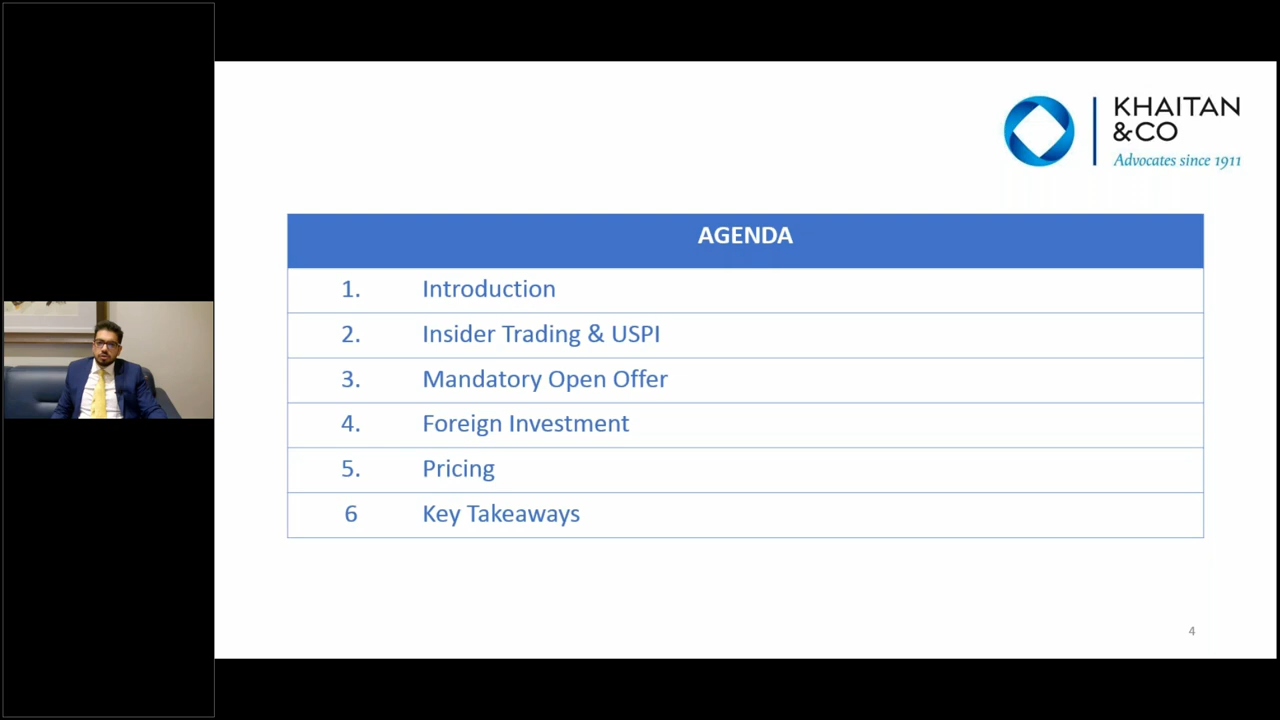 KHAITAN
&CO
Advocates since 1911
AGENDA
1. Introduction
2. Insider Trading & USPI
3. Mandatory Open Offer
4. Foreign Investment
5. Pricing
6 Key Takeaways
4